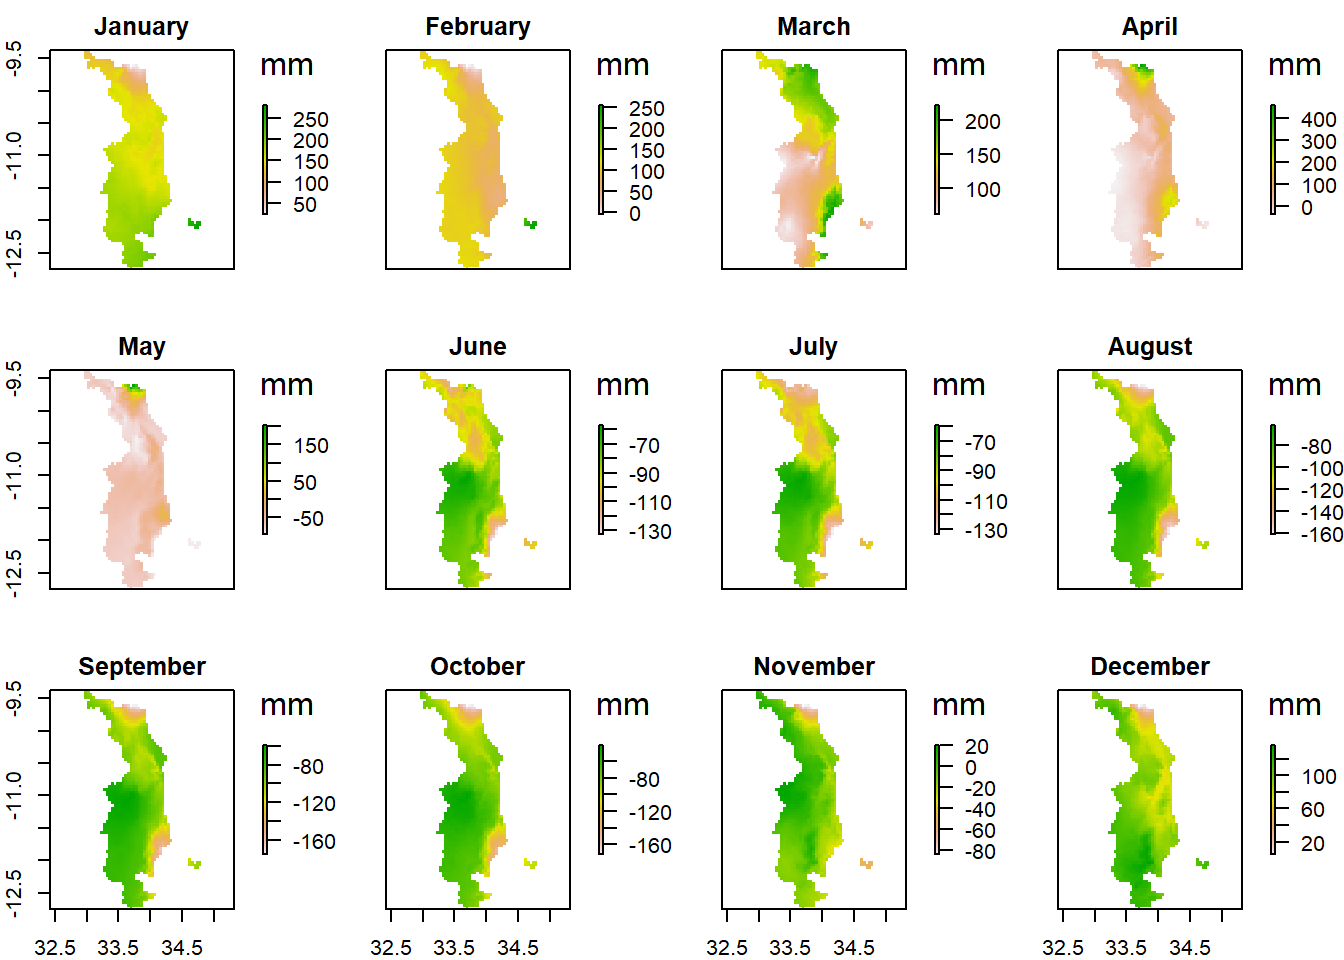 January
February
March
April
mm
mm
mm
mm
-9.5
-11.0
-12.5
250
200
150
100
50
250
200
150
100
50
0
200
150
100
400
300
200
100
0
May
June
July
August
mm
mm
mm
mm
-9.5
-11.0
-12.5
150
50
-50
-70
-90
-110
-130
-70
-90
-110
-130
-80
-100
-120
-140
-160
September
October
November
December
mm
mm
mm
mm
-9.5
-11.0
-12.5
-80
-120
-160
-80
-120
-160
20
0
-20
-40
-60
-80
100
60
20
32.5 33.5 34.5
32.5 33.5 34.5
32.5 33.5 34.5
32.5 33.5 34.5